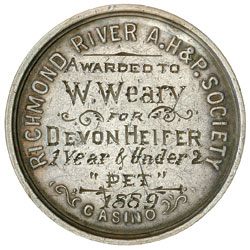 RICHMOND RIVER A.H.&P. SOCIETY
AWARDED TO
W. Weary
FOR
DEVON HEIFER
1 Year & Under 2
"PET"
1889
CASINO